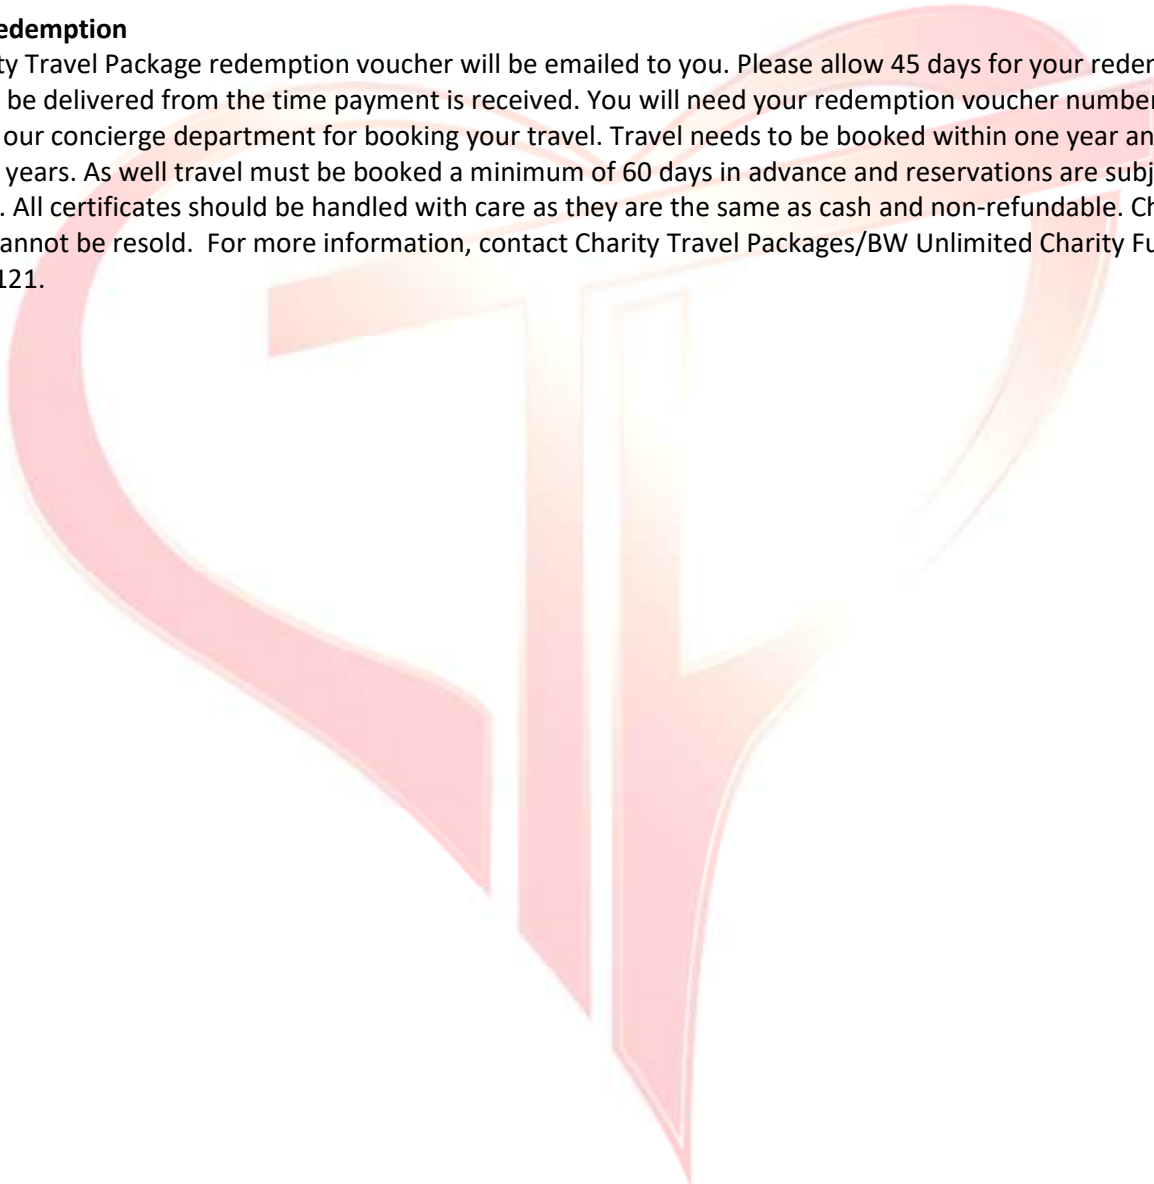 edemption
ty Travel Package redemption voucher will be emailed to you. Please allow 45 days for your reder
be delivered from the time payment is received. You will need your redemption voucher number
our concierge department for booking your travel. Travel needs to be booked within one year an
years. As well travel must be booked a minimum of 60 days in advance and reservations are subj
. All certificates should be handled with care as they are the same as cash and non-refundable. Ch
annot be resold.  For more information, contact Charity Travel Packages/BW Unlimited Charity Fu
121.